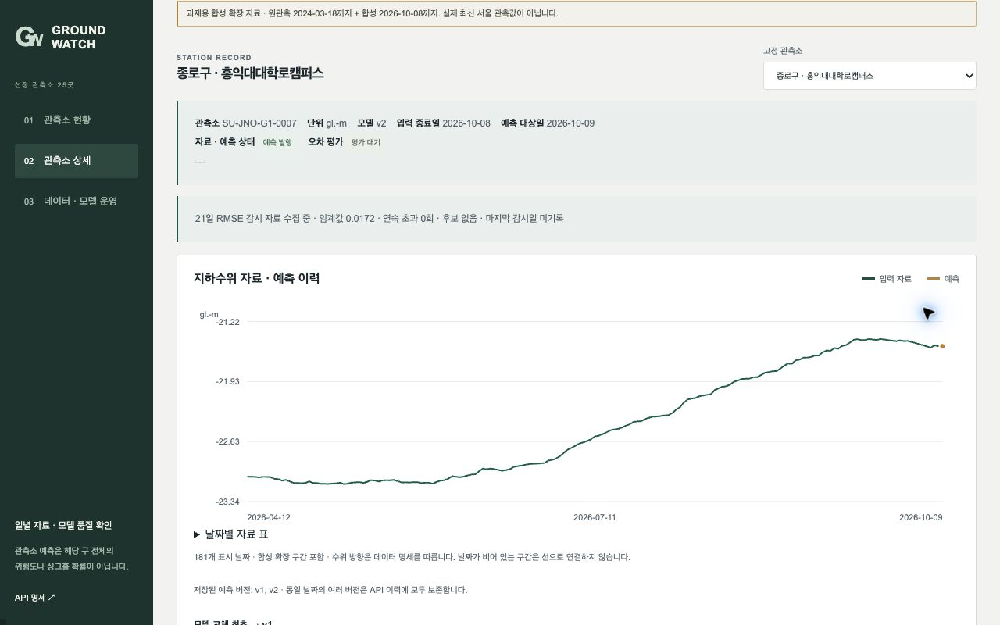 GW GROUND WATCH
선정 관측소 25곳
01 관측소 현황
02 관측소 상세
03 데이터 · 모델 운영
일별 자료 · 모델 품질 확인
관측소 예측은 해당 구 전체의
위험도나 싱크홀 확률이 아닙니다.
API 명세 ↗
과제용 합성 확장 자료 · 원관측 2024-03-18까지 + 합성 2026-10-08까지. 실제 최신 서울 관측값이 아닙니다.
STATION RECORD
종로구 · 홍익대대학로캠퍼스
고정 관측소
종로구 · 홍익대대학로캠퍼스
관측소 SU-JNO-G1-0007 단위 gl.-m 모델 v2 입력 종료일 2026-10-08 예측 대상일 2026-10-09
자료 · 예측 상태 예측 발행 오차 평가 평가 대기
—
21일 RMSE 감시 자료 수집 중 · 임계값 0.0172 · 연속 초과 0회 · 후보 없음 · 마지막 감시일 미기록
지하수위 자료 · 예측 이력
입력 자료 예측
gl.-m
-21.22
-21.93
-22.63
-23.34
2026-04-12 2026-07-11 2026-10-09
▶ 날짜별 자료 표
181개 표시 날짜 · 합성 확장 구간 포함 · 수위 방향은 데이터 명세를 따릅니다. 날짜가 비어 있는 구간은 선으로 연결하지 않습니다.
저장된 예측 버전: v1, v2 · 동일 날짜의 여러 버전은 API 이력에 모두 보존합니다.
모델 교체 최초 → v1